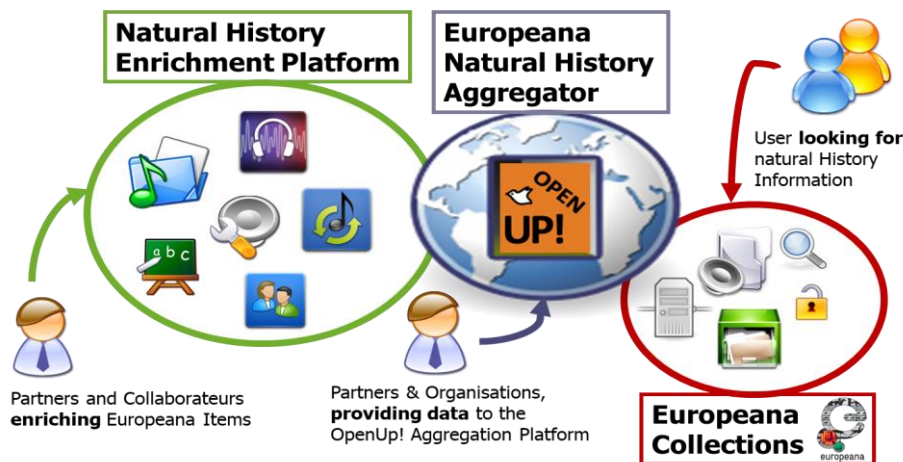 Natural History
Enrichment Platform
Europeana
Natural History
Aggregator
User looking for
natural History
Information
OPEN
UP!
a b c
Partners and Collaborateurs
enriching Europeana Items
Partners & Organisations,
providing data to the
OpenUp! Aggregation Platform
Europeana
Collections
europeana